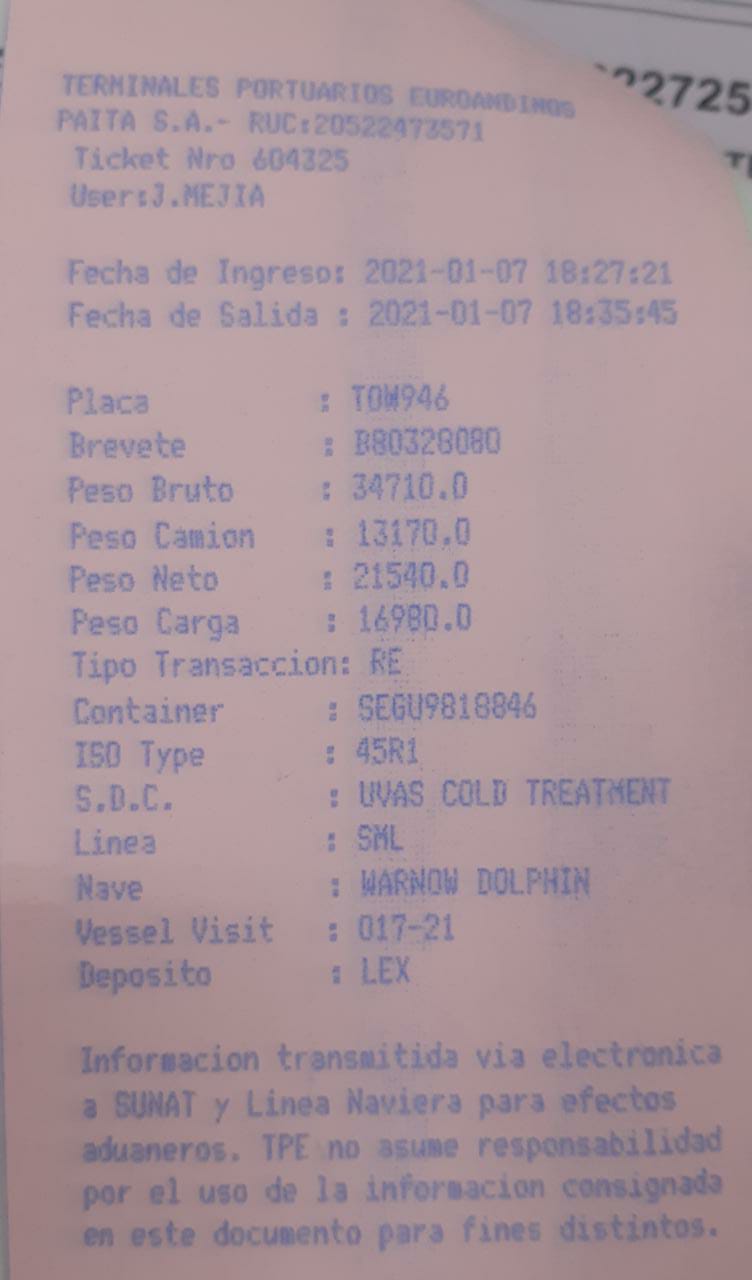 22725
TERMINALES PORTUARIOS EUROANDINOS
PAITA S.A.- RUC:20522473571
Ticket Nro 604325
User:J.MEJIA
Fecha de Ingreso: 2021-01-07 18:27:21
Fecha de Salida : 2021-01-07 18:35:45
Placa : TOW946
Brevete : B80328080
Peso Bruto : 34710.0
Peso Camion : 13170.0
Peso Neto : 21540.0
Peso Carga : 16980.0
Tipo Transaccion: RE
Container : SEGU9818846
ISO Type : 45R1
S.D.C. : UVAS COLD TREATMENT
Linea : SML
Nave : WARNOW DOLPHIN
Vessel Visit : 017-21
Deposito : LEX
Informacion transmitida via electronica
a SUNAT y Linea Naviera para efectos
aduaneros. TPE no asume responsabilidad
por el uso de la informacion consignada
en este documento para fines distintos.